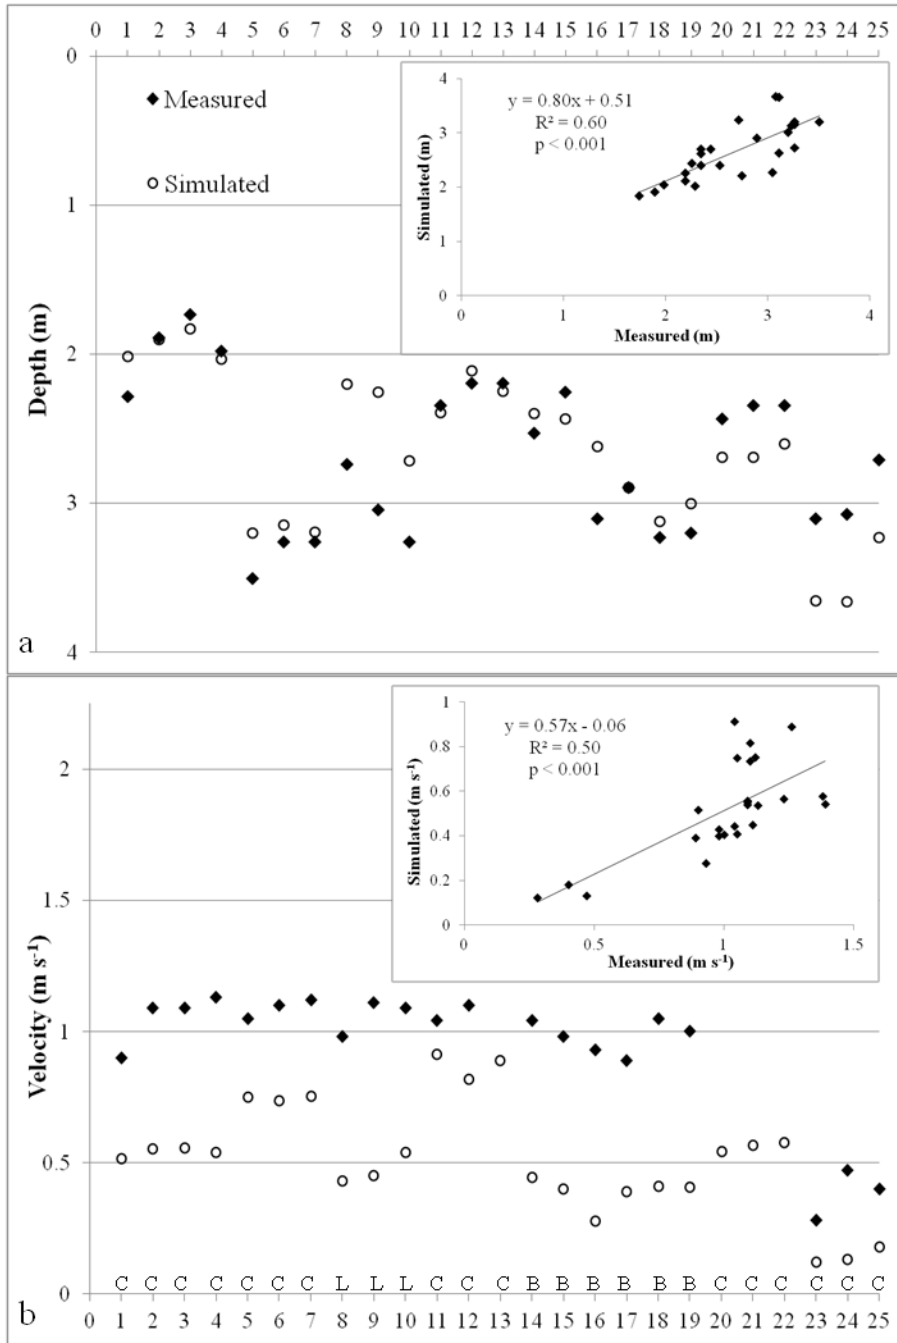 0 1 2 3 4 5 6 7 8 9 10 11 12 13 14 15 16 17 18 19 20 21 22 23 24 25
0
Measured
Simulated
1
2
3
4
Depth (m)
a
y = 0.80x + 0.51
R² = 0.60
p < 0.001
4
3
2
1
0
Simulated (m)
0 1 2 3 4
Measured (m)
2
1.5
1
0.5
0
Velocity (m s⁻¹)
b
y = 0.57x - 0.06
R² = 0.50
p < 0.001
1
0.8
0.6
0.4
0.2
0
Simulated (m s⁻¹)
0 0.5 1 1.5
Measured (m s⁻¹)
C C C C C C C L L L C C C B B B B B B C C C C C C
0 1 2 3 4 5 6 7 8 9 10 11 12 13 14 15 16 17 18 19 20 21 22 23 24 25